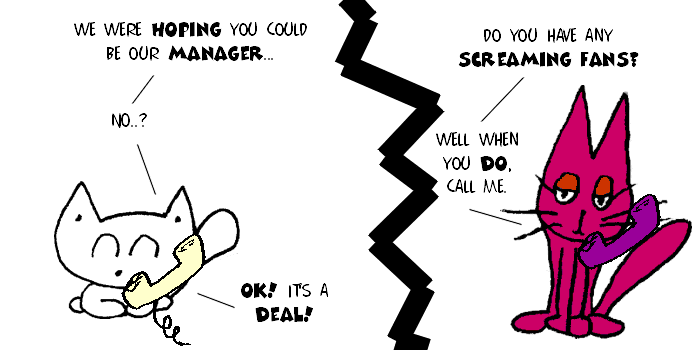 WE WERE HOPING YOU COULD
BE OUR MANAGER...
NO..?
OK! IT'S A
DEAL!
DO YOU HAVE ANY
SCREAMING FANS?
WELL WHEN
YOU DO,
CALL ME.